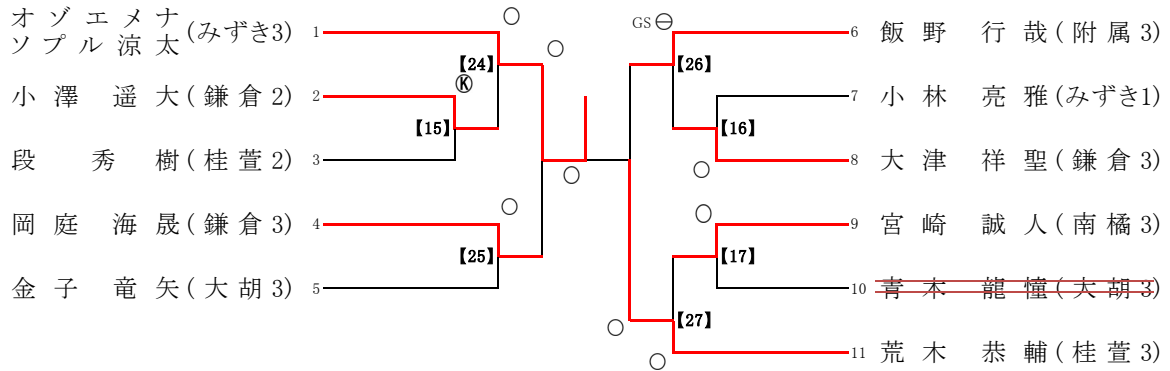 オゾエメナ
ソプル涼太(みずき3) 1
【24】
Ⓚ
小澤 遥大(鎌倉2) 2
【15】
段 秀樹(桂萱2) 3
岡庭 海晟(鎌倉3) 4
【25】
金子 竜矢(大胡3) 5
GS ⊖
6 飯野 行哉(附属3)
【26】
7 小林 亮雅(みずき1)
【16】
8 大津 祥聖(鎌倉3)
9 宮崎 誠人(南橘3)
【17】
10 青木 龍憧(大胡3)
【27】
11 荒木 恭輔(桂萱3)